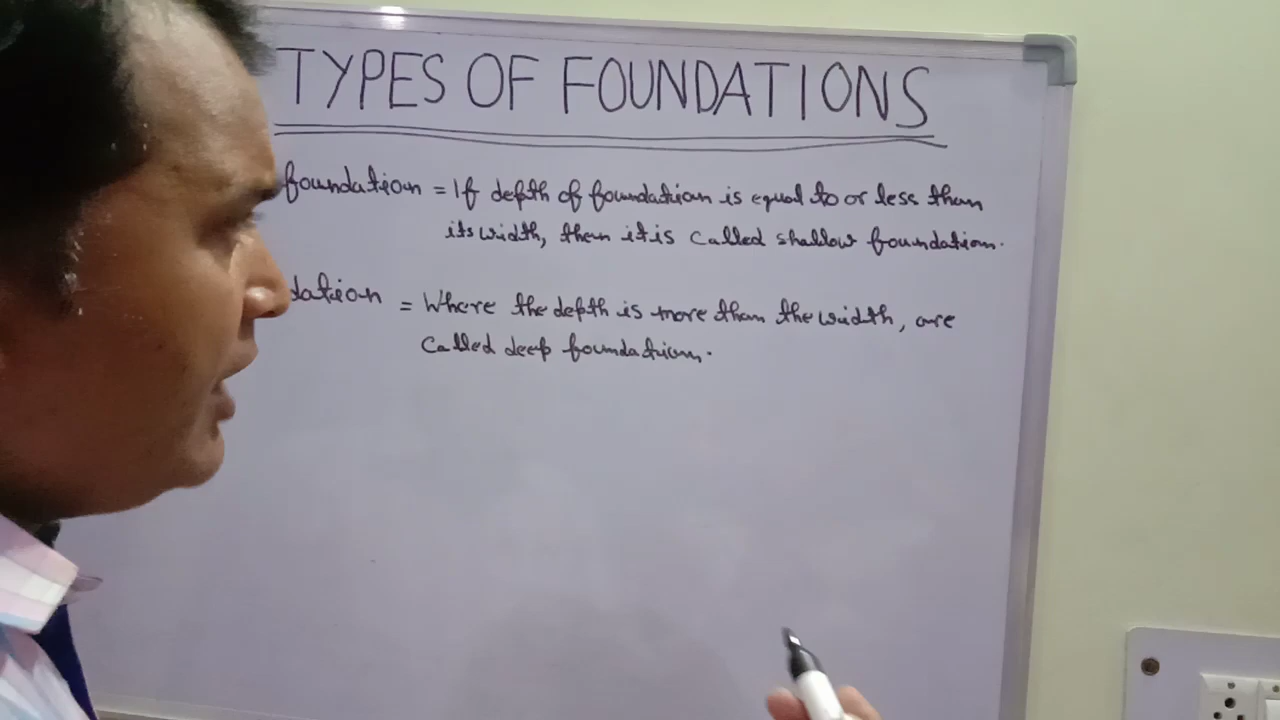 TYPES OF FOUNDATIONS
foundation = If depth of foundation is equal to or less than
its width, then it is called shallow foundation.
dation = Where the depth is more than the width, are
called deep foundation.